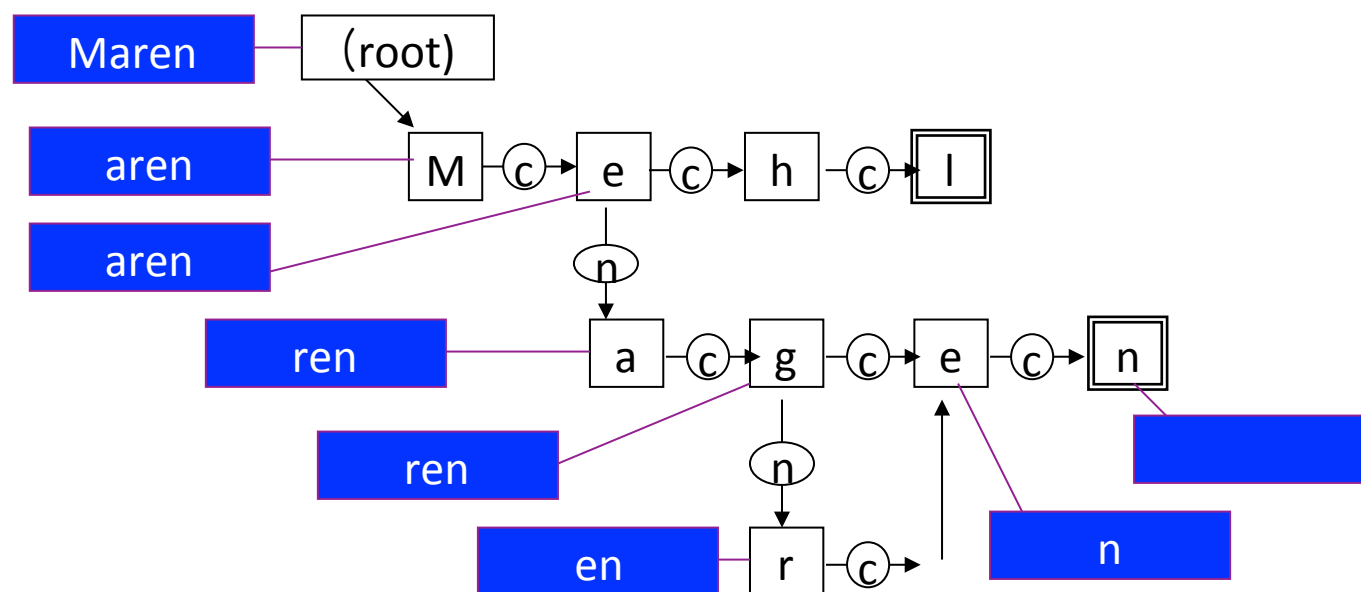 Maren (root)
aren M c e c h c l
aren
n
ren a c g c e c n
ren n
n
en r c